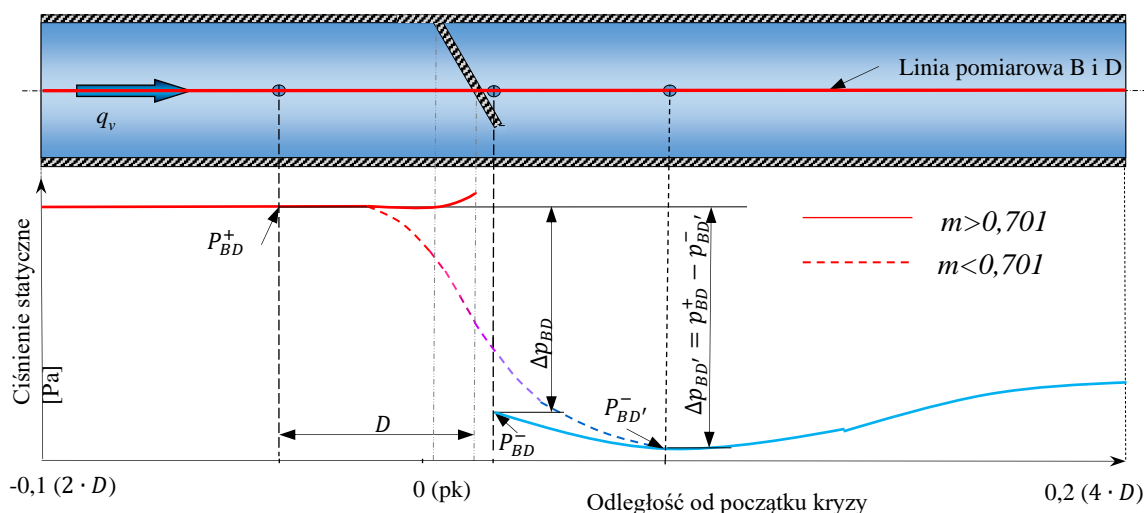 Linia pomiarowa B i D
qᵥ
m>0,701
m<0,701
P⁺_BD
Ciśnienie statyczne
[Pa]
Δp_BD
Δp_BD' = p⁺_BD − p⁻_BD'
D
P⁻_BD
P⁻_BD'
-0,1 (2 · D)
0 (pk)
Odległość od początku kryzy
0,2 (4 · D)